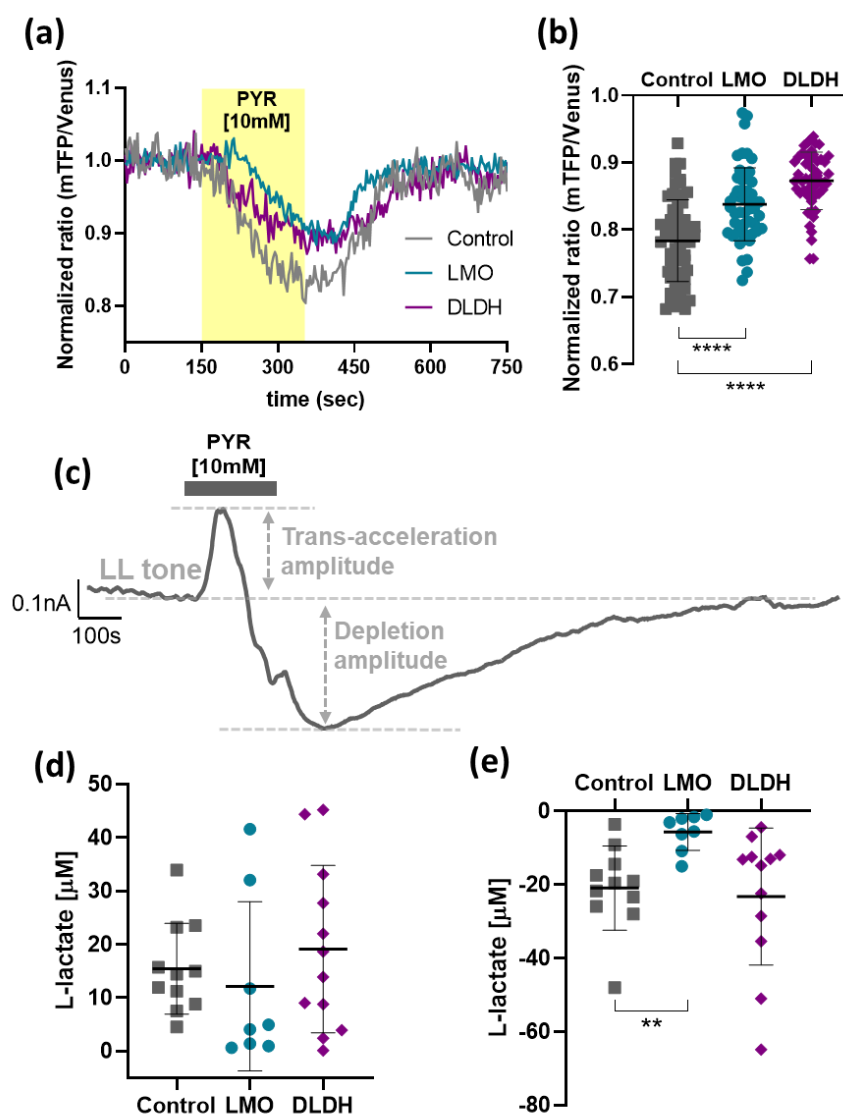 (a)
Normalized ratio (mTFP/Venus)
1.1
1.0
0.9
0.8
PYR
[10mM]
Control
LMO
DLDH
0 150 300 450 600 750
time (sec)
(b)
Normalized ratio (mTFP/Venus)
Control LMO DLDH
1.0
0.9
0.8
0.7
0.6
****
****
(c)
PYR
[10mM]
LL tone
Trans-acceleration
amplitude
0.1nA
100s
Depletion
amplitude
(d)
L-lactate [μM]
50
40
30
20
10
0
Control LMO DLDH
(e)
L-lactate [μM]
Control LMO DLDH
0
-20
-40
-60
-80
**